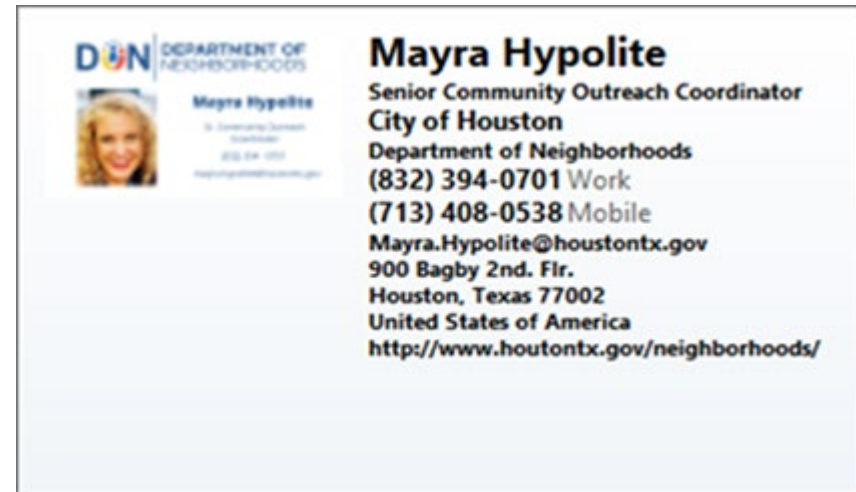 DON DEPARTMENT OF
NEIGHBORHOODS
Mayra Hypolite
Mayra Hypolite
Senior Community Outreach Coordinator
City of Houston
Department of Neighborhoods
(832) 394-0701 Work
(713) 408-0538 Mobile
Mayra.Hypolite@houstontx.gov
900 Bagby 2nd. Flr.
Houston, Texas 77002
United States of America
http://www.houtontx.gov/neighborhoods/